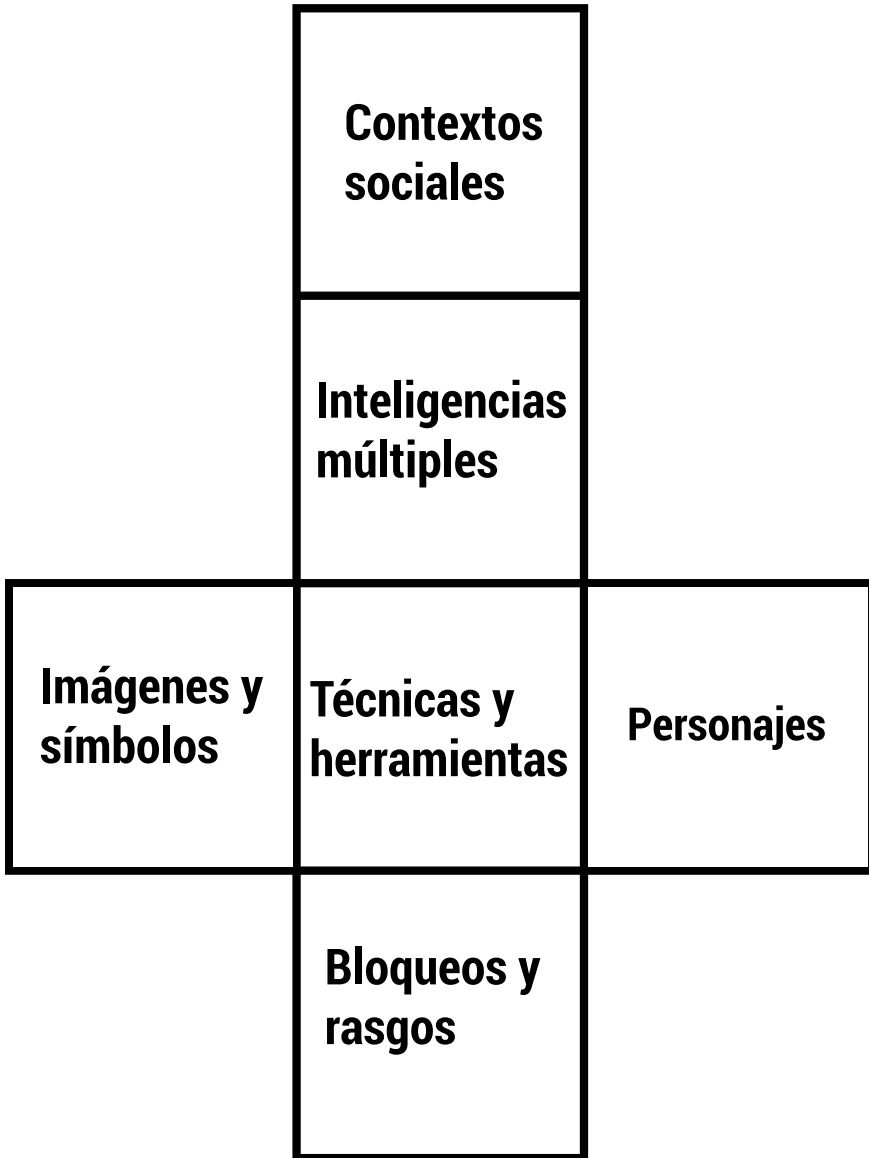 Contextos
sociales
Inteligencias
múltiples
Imágenes y
símbolos
Técnicas y
herramientas
Personajes
Bloqueos y
rasgos